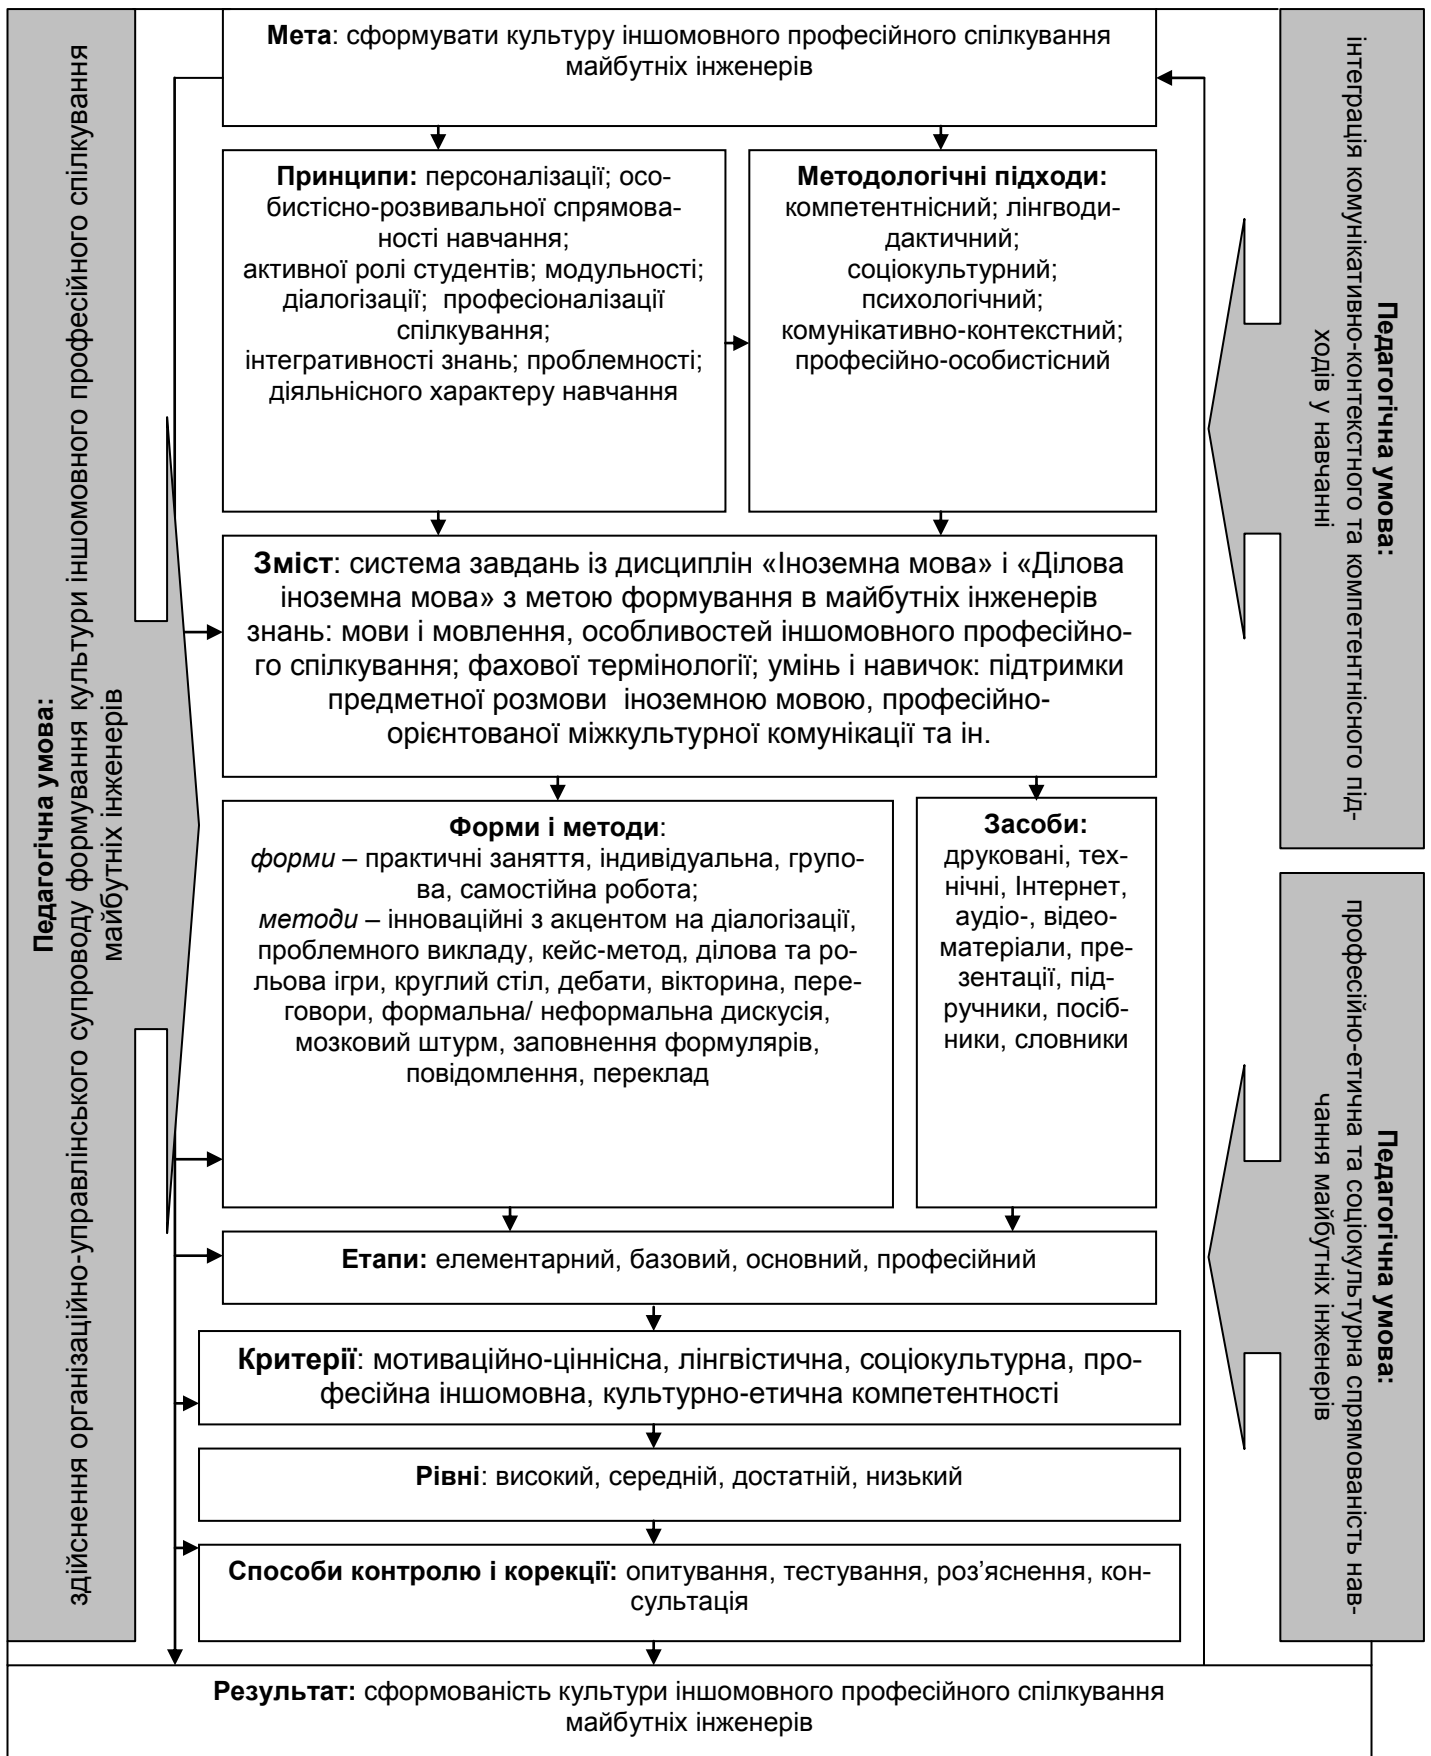 Педагогічна умова:
здійснення організаційно-управлінського супроводу формування культури іншомовного професійного спілкування
майбутніх інженерів
Мета: сформувати культуру іншомовного професійного спілкування
майбутніх інженерів
Принципи: персоналізації; осо-
бистісно-розвивальної спрямова-
ності навчання;
активної ролі студентів; модульності;
діалогізації; професіоналізації
спілкування;
інтегративності знань; проблемності;
діяльнісного характеру навчання
Методологічні підходи:
компетентнісний; лінгводи-
дактичний;
соціокультурний;
психологічний;
комунікативно-контекстний;
професійно-особистісний
Зміст: система завдань із дисциплін «Іноземна мова» і «Ділова
іноземна мова» з метою формування в майбутніх інженерів
знань: мови і мовлення, особливостей іншомовного професійно-
го спілкування; фахової термінології; умінь і навичок: підтримки
предметної розмови іноземною мовою, професійно-
орієнтованої міжкультурної комунікації та ін.
Форми і методи:
форми – практичні заняття, індивідуальна, групо-
ва, самостійна робота;
методи – інноваційні з акцентом на діалогізації,
проблемного викладу, кейс-метод, ділова та ро-
льова ігри, круглий стіл, дебати, вікторина, пере-
говори, формальна/ неформальна дискусія,
мозковий штурм, заповнення формулярів,
повідомлення, переклад
Засоби:
друковані, тех-
нічні, Інтернет,
аудіо-, відео-
матеріали, пре-
зентації, під-
ручники, посіб-
ники, словники
Етапи: елементарний, базовий, основний, професійний
Критерії: мотиваційно-ціннісна, лінгвістична, соціокультурна, про-
фесійна іншомовна, культурно-етична компетентності
Рівні: високий, середній, достатній, низький
Способи контролю і корекції: опитування, тестування, роз’яснення, кон-
сультація
Результат: сформованість культури іншомовного професійного спілкування
майбутніх інженерів
Педагогічна умова:
інтеграція комунікативно-контекстного та компетентнісного під-
ходів у навчанні
Педагогічна умова:
професійно-етична та соціокультурна спрямованість нав-
чання майбутніх інженерів